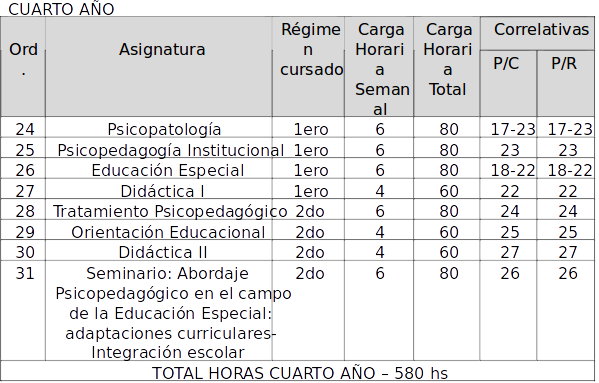 CUARTO AÑO
Ord. Asignatura Régimen cursado Carga Horaria Semanal Carga Horaria Total Correlativas
P/C P/R
24 Psicopatología 1ero 6 80 17-23 17-23
25 Psicopedagogía Institucional 1ero 6 80 23 23
26 Educación Especial 1ero 6 80 18-22 18-22
27 Didáctica I 1ero 4 60 22 22
28 Tratamiento Psicopedagógico 2do 6 80 24 24
29 Orientación Educacional 2do 4 60 25 25
30 Didáctica II 2do 4 60 27 27
31 Seminario: Abordaje 2do 6 80 26 26
Psicopedagógico en el campo
de la Educación Especial:
adaptaciones curriculares-
Integración escolar
TOTAL HORAS CUARTO AÑO – 580 hs